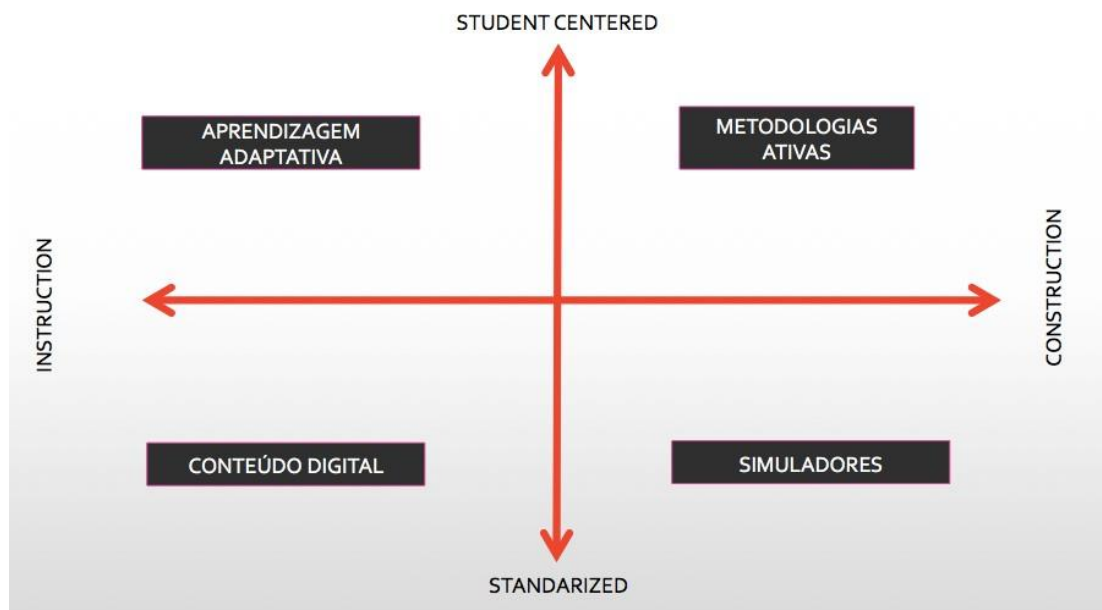 STUDENT CENTERED
APRENDIZAGEM
ADAPTATIVA
METODOLOGIAS
ATIVAS
INSTRUCTION
CONSTRUCTION
CONTEÚDO DIGITAL
SIMULADORES
STANDARIZED